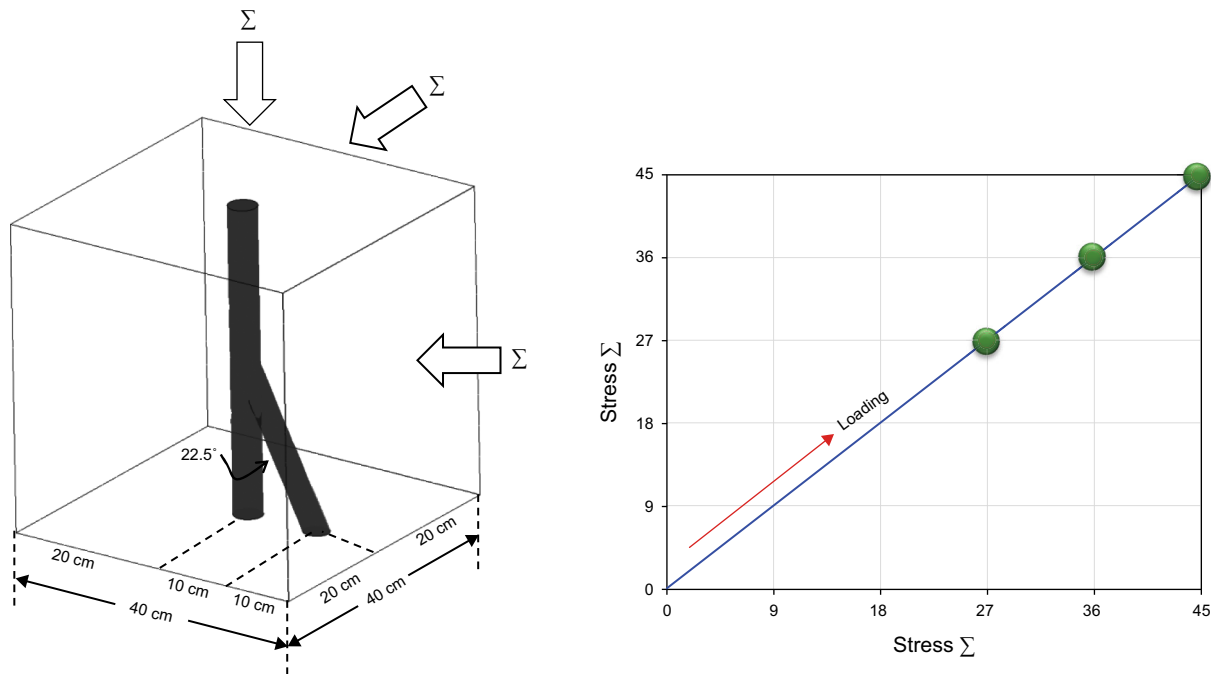 ∑
∑
∑
22.5°
20 cm
10 cm
10 cm
40 cm
20 cm
20 cm
40 cm
45
36
27
18
9
0
Stress ∑
Loading
0 9 18 27 36 45
Stress ∑